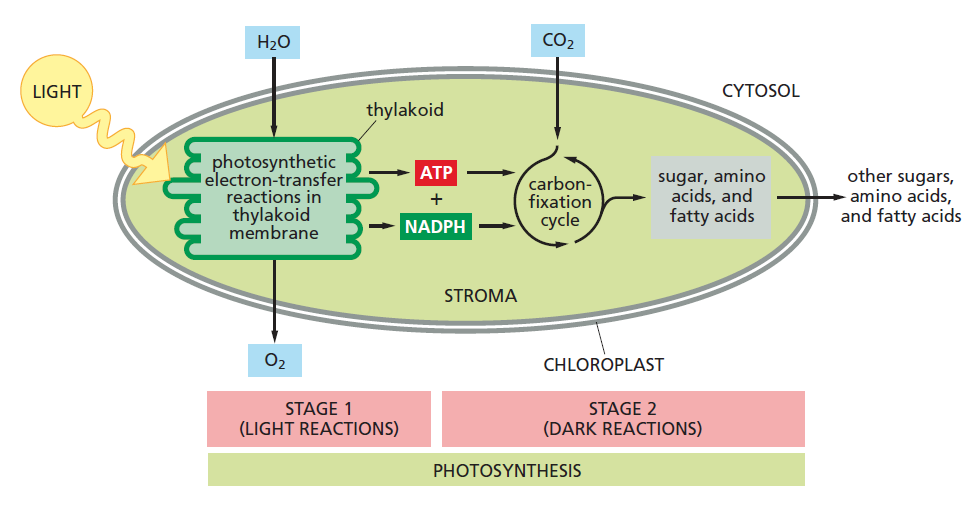 H₂O
CO₂
LIGHT
CYTOSOL
thylakoid
photosynthetic
electron-transfer
reactions in
thylakoid
membrane
ATP
+
NADPH
carbon-
fixation
cycle
sugar, amino
acids, and
fatty acids
other sugars,
amino acids,
and fatty acids
STROMA
O₂
CHLOROPLAST
STAGE 1
(LIGHT REACTIONS)
STAGE 2
(DARK REACTIONS)
PHOTOSYNTHESIS